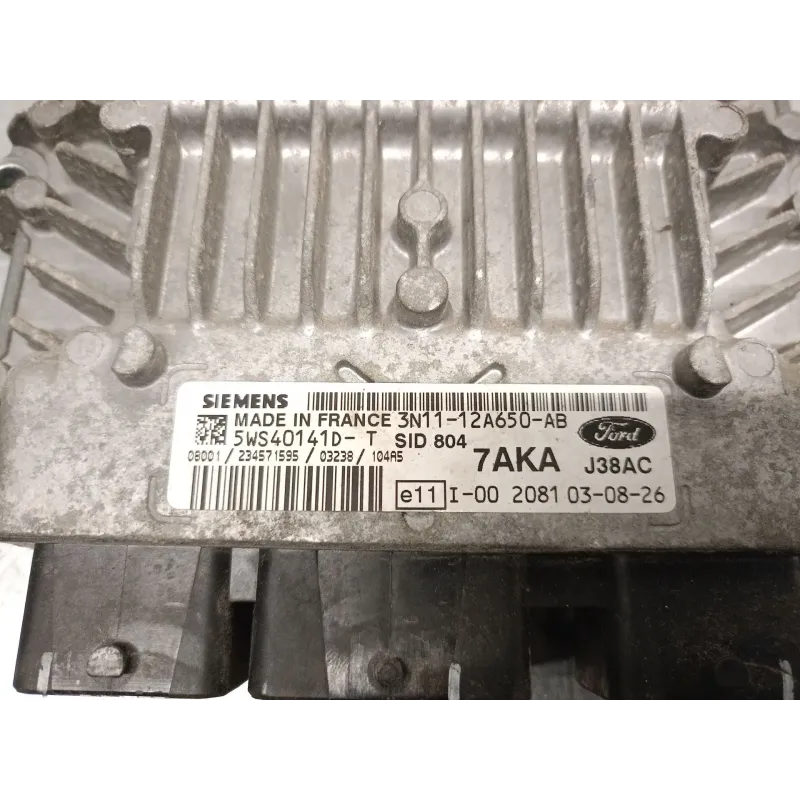 SIEMENS
MADE IN FRANCE 3N11-12A650-AB
5WS40141D- T SID 804
Ford
08001 / 234571595 / 03238 / 104A5
7AKA J38AC
e11 I-00 2081 03-08-26